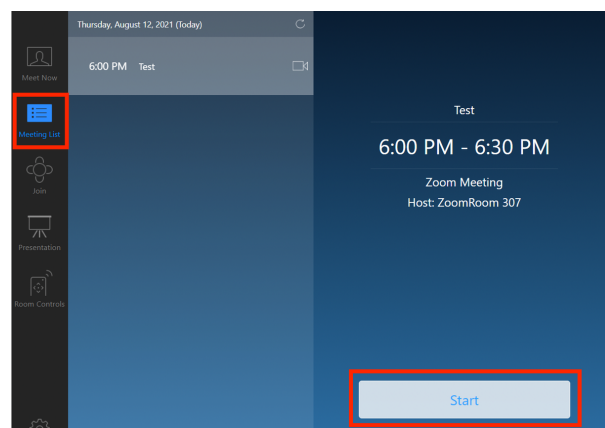 Thursday, August 12, 2021 (Today)
Meet Now
6:00 PM Test
Meeting List
Join
Presentation
Room Controls
Test
6:00 PM - 6:30 PM
Zoom Meeting
Host: ZoomRoom 307
Start